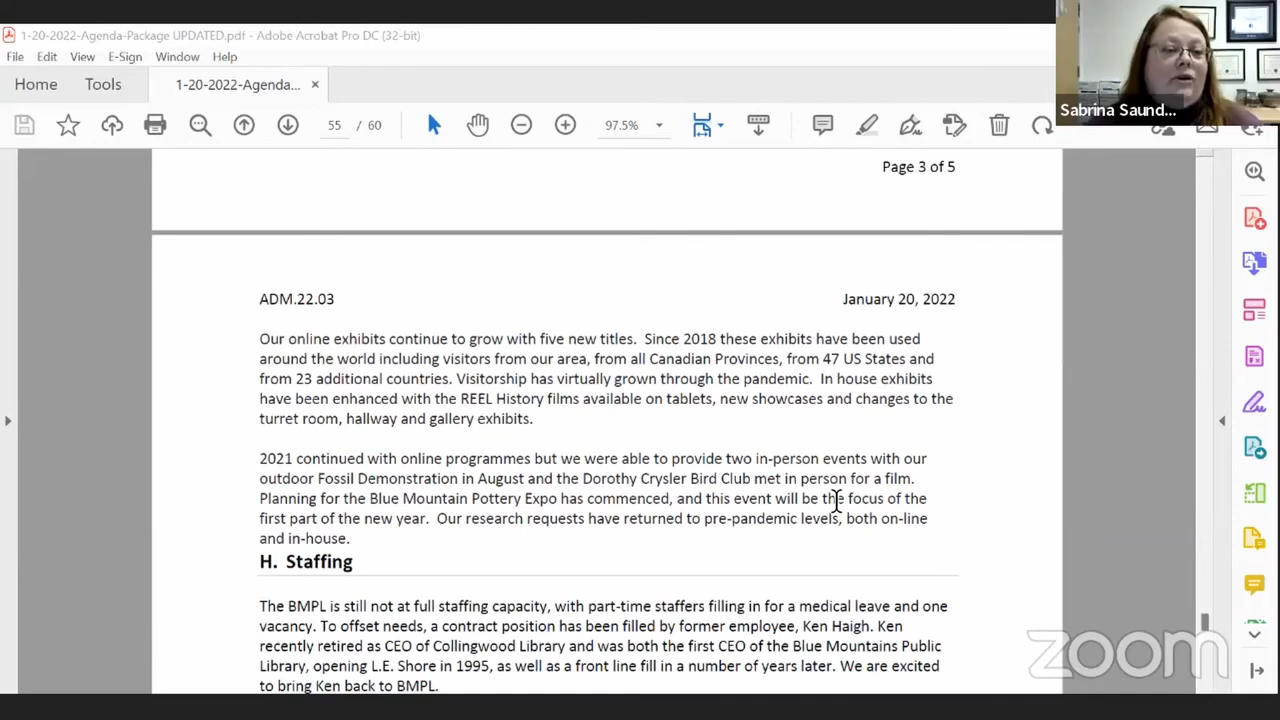 1-20-2022-Agenda-Package UPDATED.pdf - Adobe Acrobat Pro DC (32-bit)
File Edit View E-Sign Window Help
Home Tools 1-20-2022-Agenda... ×
55 / 60 97.5%
Sabrina Saund...
Page 3 of 5
ADM.22.03 January 20, 2022
Our online exhibits continue to grow with five new titles. Since 2018 these exhibits have been used
around the world including visitors from our area, from all Canadian Provinces, from 47 US States and
from 23 additional countries. Visitorship has virtually grown through the pandemic. In house exhibits
have been enhanced with the REEL History films available on tablets, new showcases and changes to the
turret room, hallway and gallery exhibits.
2021 continued with online programmes but we were able to provide two in-person events with our
outdoor Fossil Demonstration in August and the Dorothy Crysler Bird Club met in person for a film.
Planning for the Blue Mountain Pottery Expo has commenced, and this event will be the focus of the
first part of the new year. Our research requests have returned to pre-pandemic levels, both on-line
and in-house.
H. Staffing
The BMPL is still not at full staffing capacity, with part-time staffers filling in for a medical leave and one
vacancy. To offset needs, a contract position has been filled by former employee, Ken Haigh. Ken
recently retired as CEO of Collingwood Library and was both the first CEO of the Blue Mountains Public
Library, opening L.E. Shore in 1995, as well as a front line fill in a number of years later. We are excited
to bring Ken back to BMPL.
zoom